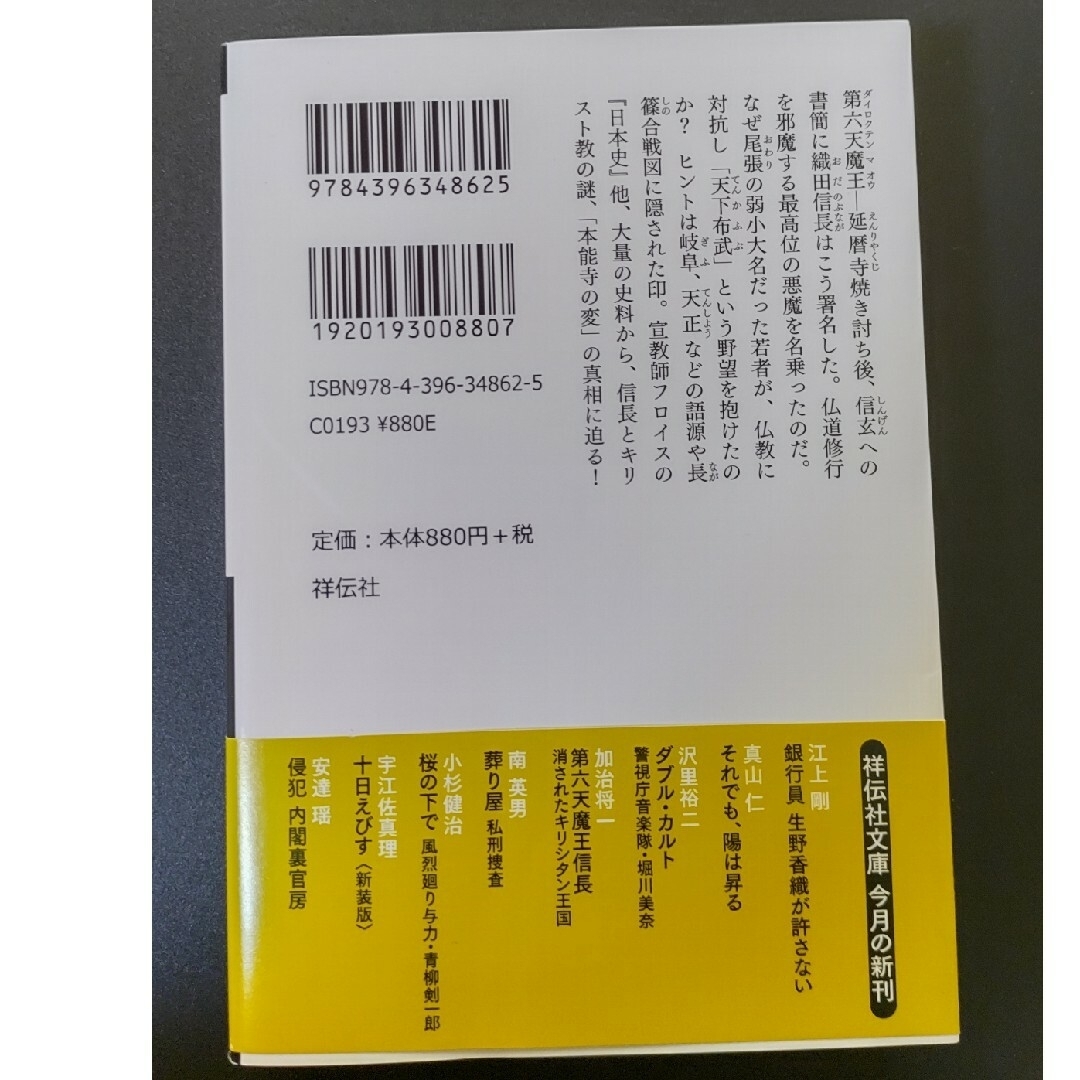 第六天魔王―延暦寺焼き討ち後、信玄への
書簡に織田信長はこう署名した。仏道修行
を邪魔する最高位の悪魔を名乗ったのだ。
なぜ尾張の弱小大名だった若者が、仏教に
対抗し「天下布武」という野望を抱けたの
か？ ヒントは岐阜、天正などの語源や長
篠合戦図に隠された印。宣教師フロイスの
『日本史』他、大量の史料から、信長とキリ
スト教の謎、「本能寺の変」の真相に迫る！
9784396348625
1920193008807
ISBN978-4-396-34862-5
C0193 ¥880E
定価：本体880円＋税
祥伝社
祥伝社文庫 今月の新刊
江上 剛
銀行員 生野香織が許さない
真山 仁
それでも、陽は昇る
沢里裕二
ダブル・カルト
警視庁音楽隊・堀川美奈
加治将一
第六天魔王信長
消されたキリシタン王国
南 英男
葬り屋 私刑捜査
小杉健治
桜の下で 風烈廻り与力・青柳剣一郎
宇江佐真理
十日えびす〈新装版〉
安達 瑶
侵犯 内閣裏官房